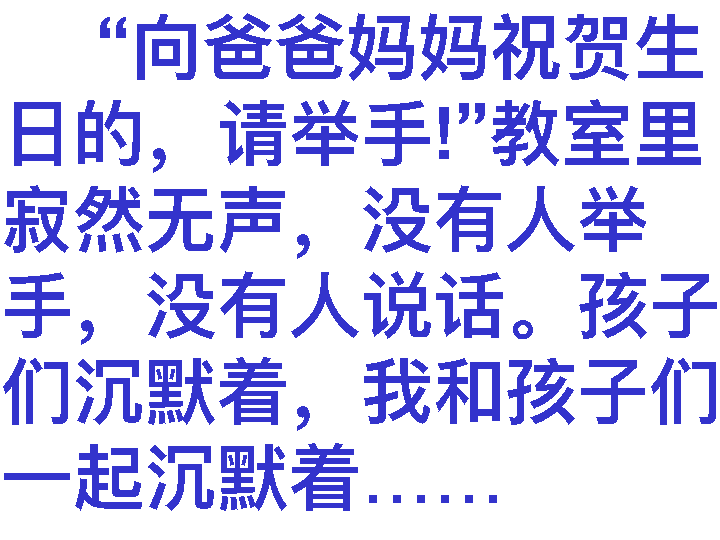 “向爸爸妈妈祝贺生
日的，请举手!”教室里
寂然无声，没有人举
手，没有人说话。孩子
们沉默着，我和孩子们
一起沉默着……